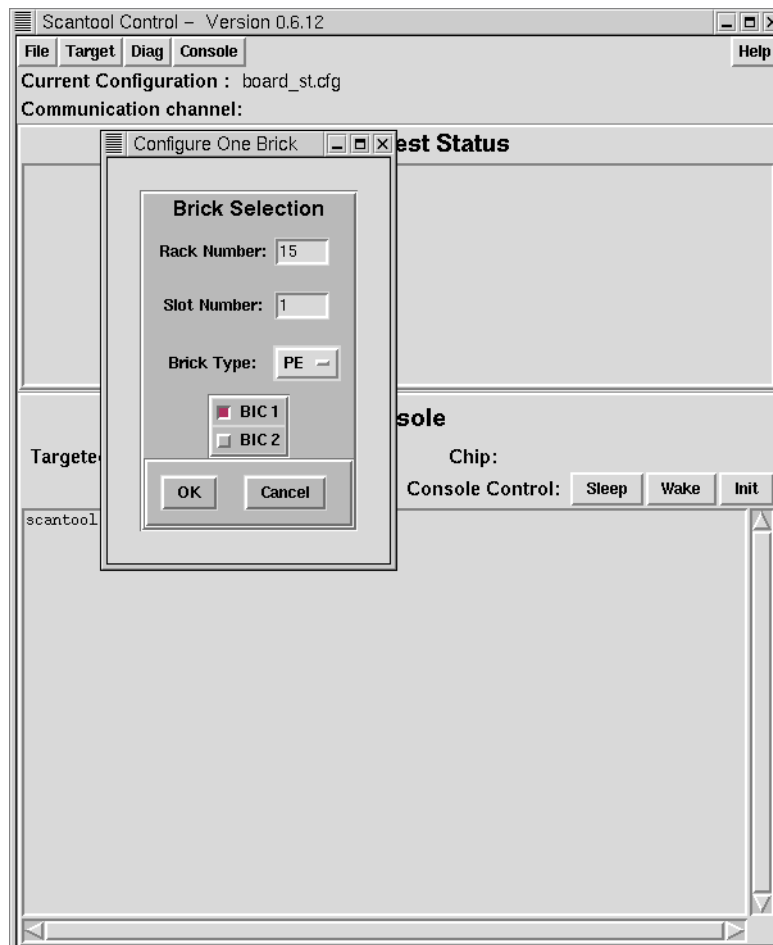 Scantool Control – Version 0.6.12
File Target Diag Console Help
Current Configuration : board_st.cfg
Communication channel:
est Status
Configure One Brick
Brick Selection
Rack Number: 15
Slot Number: 1
Brick Type: PE
BIC 1
BIC 2
OK Cancel
sole
Targete
Chip:
Console Control: Sleep Wake Init
scantool